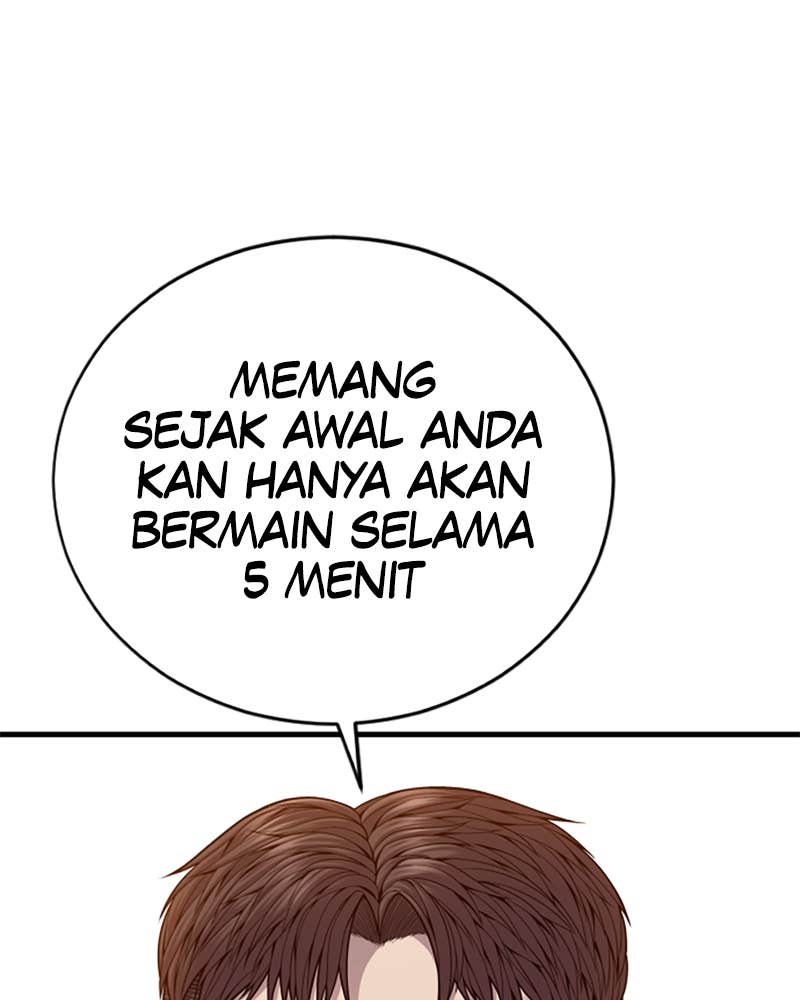 MEMANG
SEJAK AWAL ANDA
KAN HANYA AKAN
BERMAIN SELAMA
5 MENIT